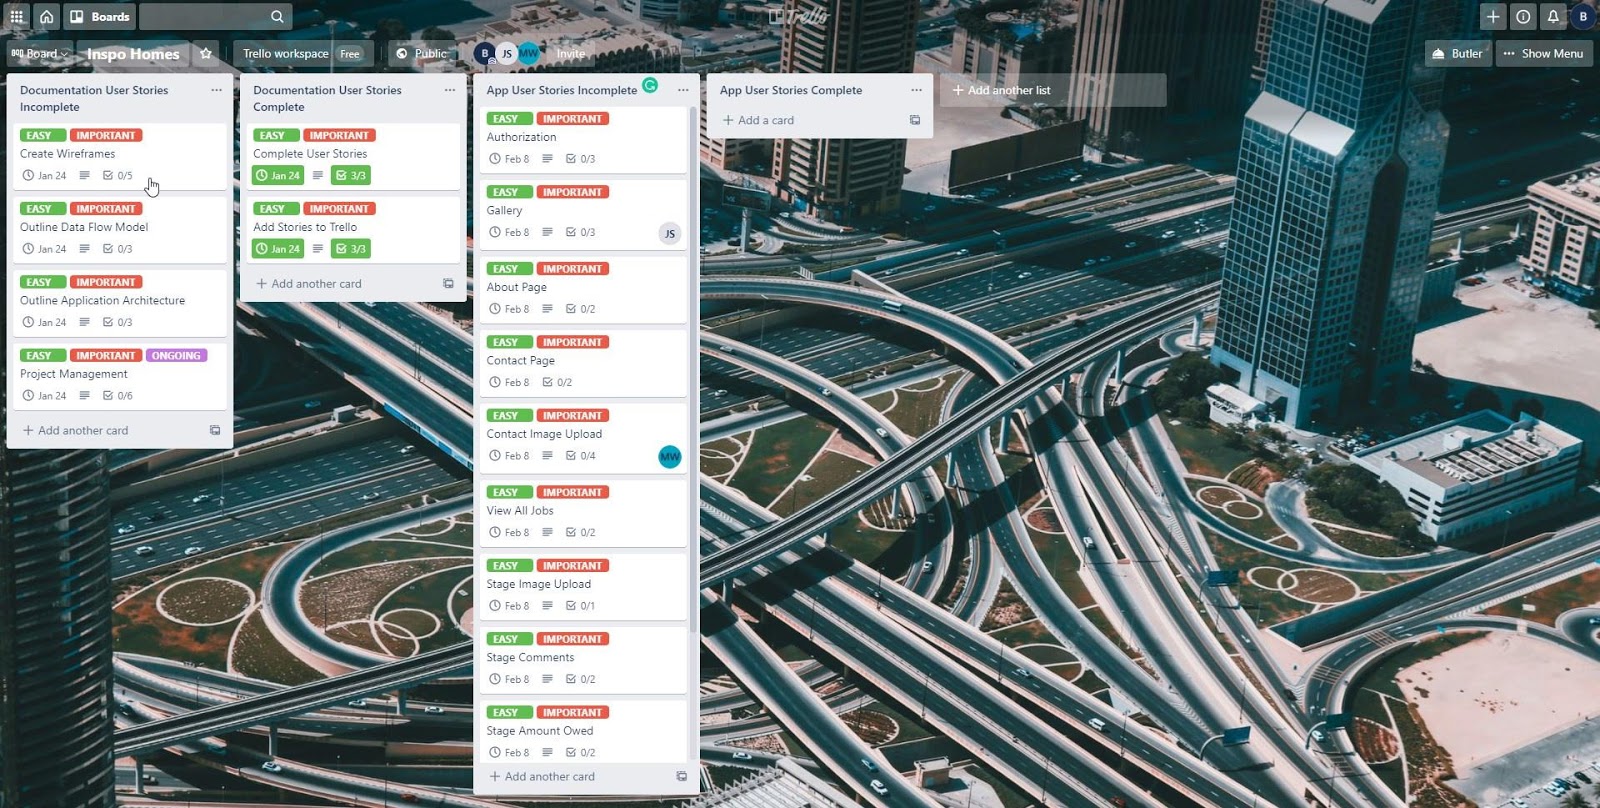 Boards
Trello
B
Board
Inspo Homes
Trello workspace Free
Public
B JS MW
Invite
Butler
Show Menu
Documentation User Stories
Incomplete
EASY IMPORTANT
Create Wireframes
Jan 24 0/5
EASY IMPORTANT
Outline Data Flow Model
Jan 24 0/3
EASY IMPORTANT
Outline Application Architecture
Jan 24 0/3
EASY IMPORTANT ONGOING
Project Management
Jan 24 0/6
+ Add another card
Documentation User Stories
Complete
EASY IMPORTANT
Complete User Stories
Jan 24 3/3
EASY IMPORTANT
Add Stories to Trello
Jan 24 3/3
+ Add another card
App User Stories Incomplete
EASY IMPORTANT
Authorization
Feb 8 0/3
EASY IMPORTANT
Gallery
Feb 8 0/3
JS
EASY IMPORTANT
About Page
Feb 8 0/2
EASY IMPORTANT
Contact Page
Feb 8 0/2
EASY IMPORTANT
Contact Image Upload
Feb 8 0/4
MW
EASY IMPORTANT
View All Jobs
Feb 8 0/2
EASY IMPORTANT
Stage Image Upload
Feb 8 0/1
EASY IMPORTANT
Stage Comments
Feb 8 0/2
EASY IMPORTANT
Stage Amount Owed
Feb 8 0/2
+ Add another card
App User Stories Complete
+ Add a card
+ Add another list